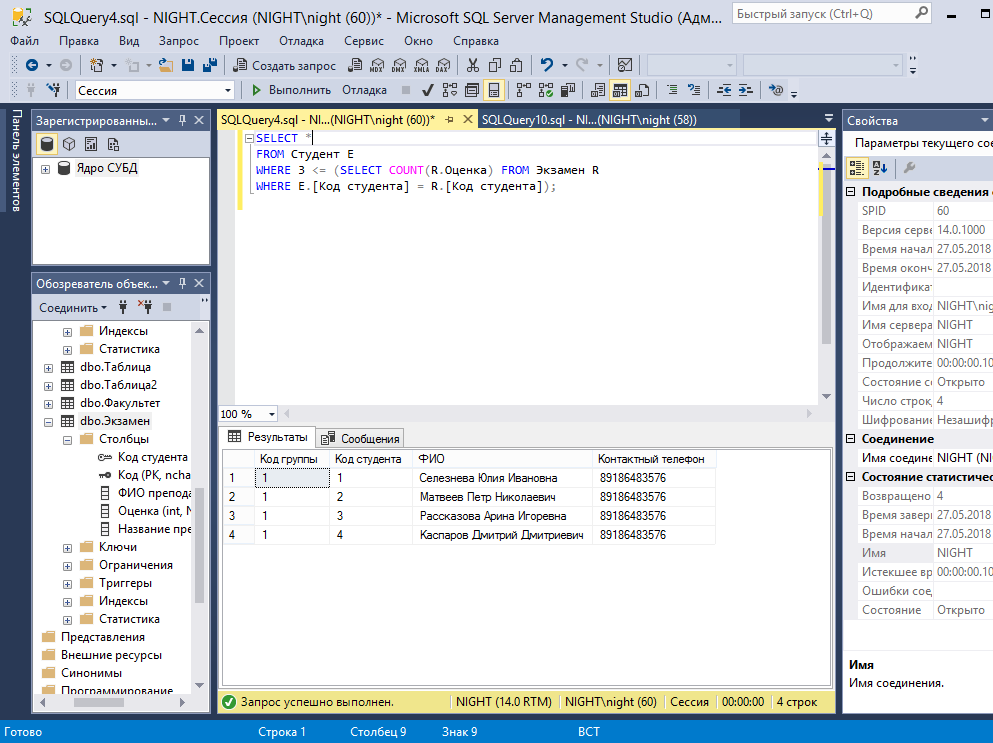 SQLQuery4.sql - NIGHT.Сессия (NIGHT\night (60))* - Microsoft SQL Server Management Studio (Адм...
Быстрый запуск (Ctrl+Q)
Файл Правка Вид Запрос Проект Отладка Сервис Окно Справка
Создать запрос MDX DMX XMLA DAX
Сессия Выполнить Отладка
Панель элементов
Зарегистрированны...
Ядро СУБД
Обозреватель объек...
Соединить
Индексы
Статистика
dbo.Таблица
dbo.Таблица2
dbo.Факультет
dbo.Экзамен
Столбцы
Код студента
Код (PK, ncha
ФИО препода
Оценка (int, N
Название пре
Ключи
Ограничения
Триггеры
Индексы
Статистика
Представления
Внешние ресурсы
Синонимы
Программирование
SQLQuery4.sql - NI...(NIGHT\night (60))* SQLQuery10.sql - NI...(NIGHT\night (58))
SELECT *
FROM Студент E
WHERE 3 <= (SELECT COUNT(R.Оценка) FROM Экзамен R
WHERE E.[Код студента] = R.[Код студента]);
100 %
Результаты Сообщения
Код группы Код студента ФИО Контактный телефон
1 1 1 Селезнева Юлия Ивановна 89186483576
2 1 2 Матвеев Петр Николаевич 89186483576
3 1 3 Рассказова Арина Игоревна 89186483576
4 1 4 Каспаров Дмитрий Дмитриевич 89186483576
Запрос успешно выполнен. NIGHT (14.0 RTM) NIGHT\night (60) Сессия 00:00:00 4 строк
Свойства
Параметры текущего сое
Подробные сведения
SPID 60
Версия серве 14.0.1000
Время начал 27.05.2018
Время оконч 27.05.2018
Идентификат
Имя для вход NIGHT\nig
Имя сервера NIGHT
Отображаем NIGHT
Продолжите 00:00:00.10
Состояние со Открыто
Число строк, 4
Шифрование Незашифр
Соединение
Имя соедине NIGHT (NI
Состояние статистичес
Возвращено 4
Время завер 27.05.2018
Время начал 27.05.2018
Имя NIGHT
Истекшее вр 00:00:00.10
Ошибки соед
Состояние Открыто
Имя
Имя соединения.
Готово Строка 1 Столбец 9 Знак 9 ВСТ